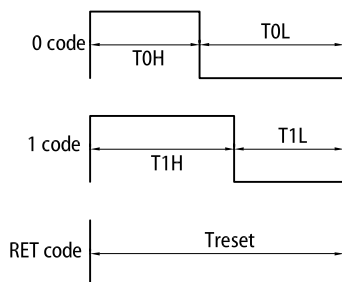 T0L
0 code
T0H
1 code
T1L
T1H
Treset
RET code